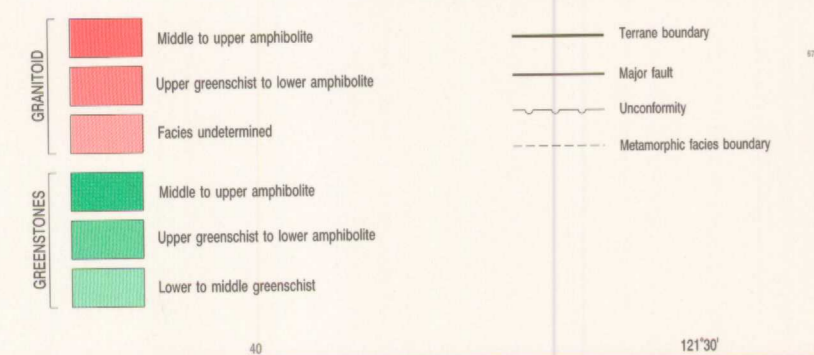 GRANITOID
Middle to upper amphibolite
Upper greenschist to lower amphibolite
Facies undetermined
GREENSTONES
Middle to upper amphibolite
Upper greenschist to lower amphibolite
Lower to middle greenschist
Terrane boundary
Major fault
Unconformity
Metamorphic facies boundary
40
121°30'